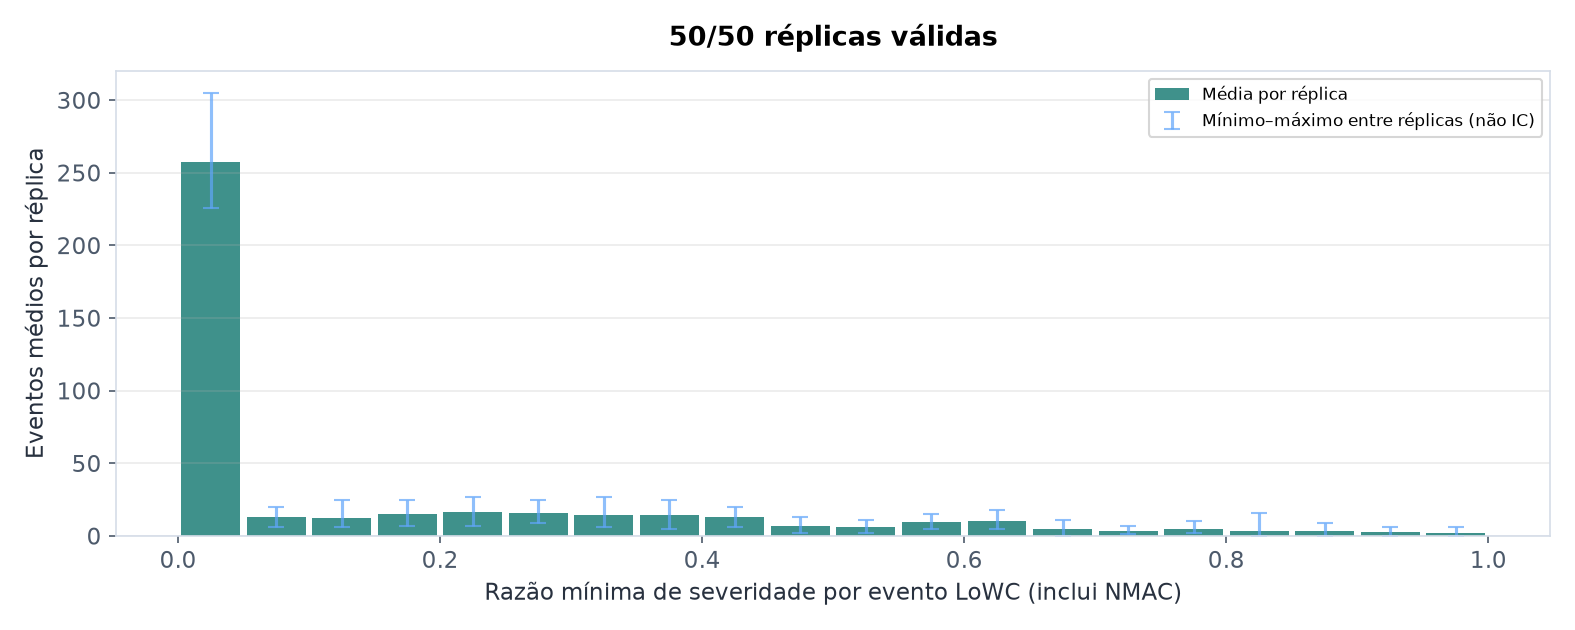 50/50 réplicas válidas
Média por réplica
Mínimo–máximo entre réplicas (não IC)
Eventos médios por réplica
300
250
200
150
100
50
0
0.0 0.2 0.4 0.6 0.8 1.0
Razão mínima de severidade por evento LoWC (inclui NMAC)